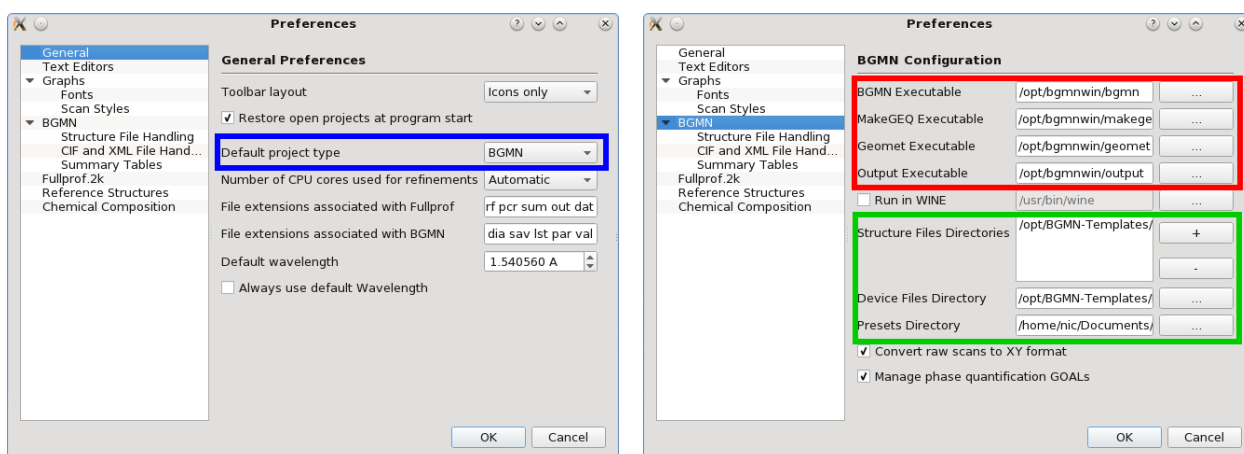 Preferences
General
Text Editors
Graphs
Fonts
Scan Styles
BGMN
Structure File Handling
CIF and XML File Hand...
Summary Tables
Fullprof.2k
Reference Structures
Chemical Composition
General Preferences
Toolbar layout Icons only
Restore open projects at program start
Default project type BGMN
Number of CPU cores used for refinements Automatic
File extensions associated with Fullprof rf pcr sum out dat
File extensions associated with BGMN dia sav lst par val
Default wavelength 1.540560 A
Always use default Wavelength
OK Cancel
Preferences
General
Text Editors
Graphs
Fonts
Scan Styles
BGMN
Structure File Handling
CIF and XML File Hand...
Summary Tables
Fullprof.2k
Reference Structures
Chemical Composition
BGMN Configuration
BGMN Executable /opt/bgmnwin/bgmn ...
MakeGEQ Executable /opt/bgmnwin/makege ...
Geomet Executable /opt/bgmnwin/geomet ...
Output Executable /opt/bgmnwin/output ...
Run in WINE /usr/bin/wine ...
Structure Files Directories /opt/BGMN-Templates/ +
-
Device Files Directory /opt/BGMN-Templates/ ...
Presets Directory /home/nic/Documents/ ...
Convert raw scans to XY format
Manage phase quantification GOALs
OK Cancel